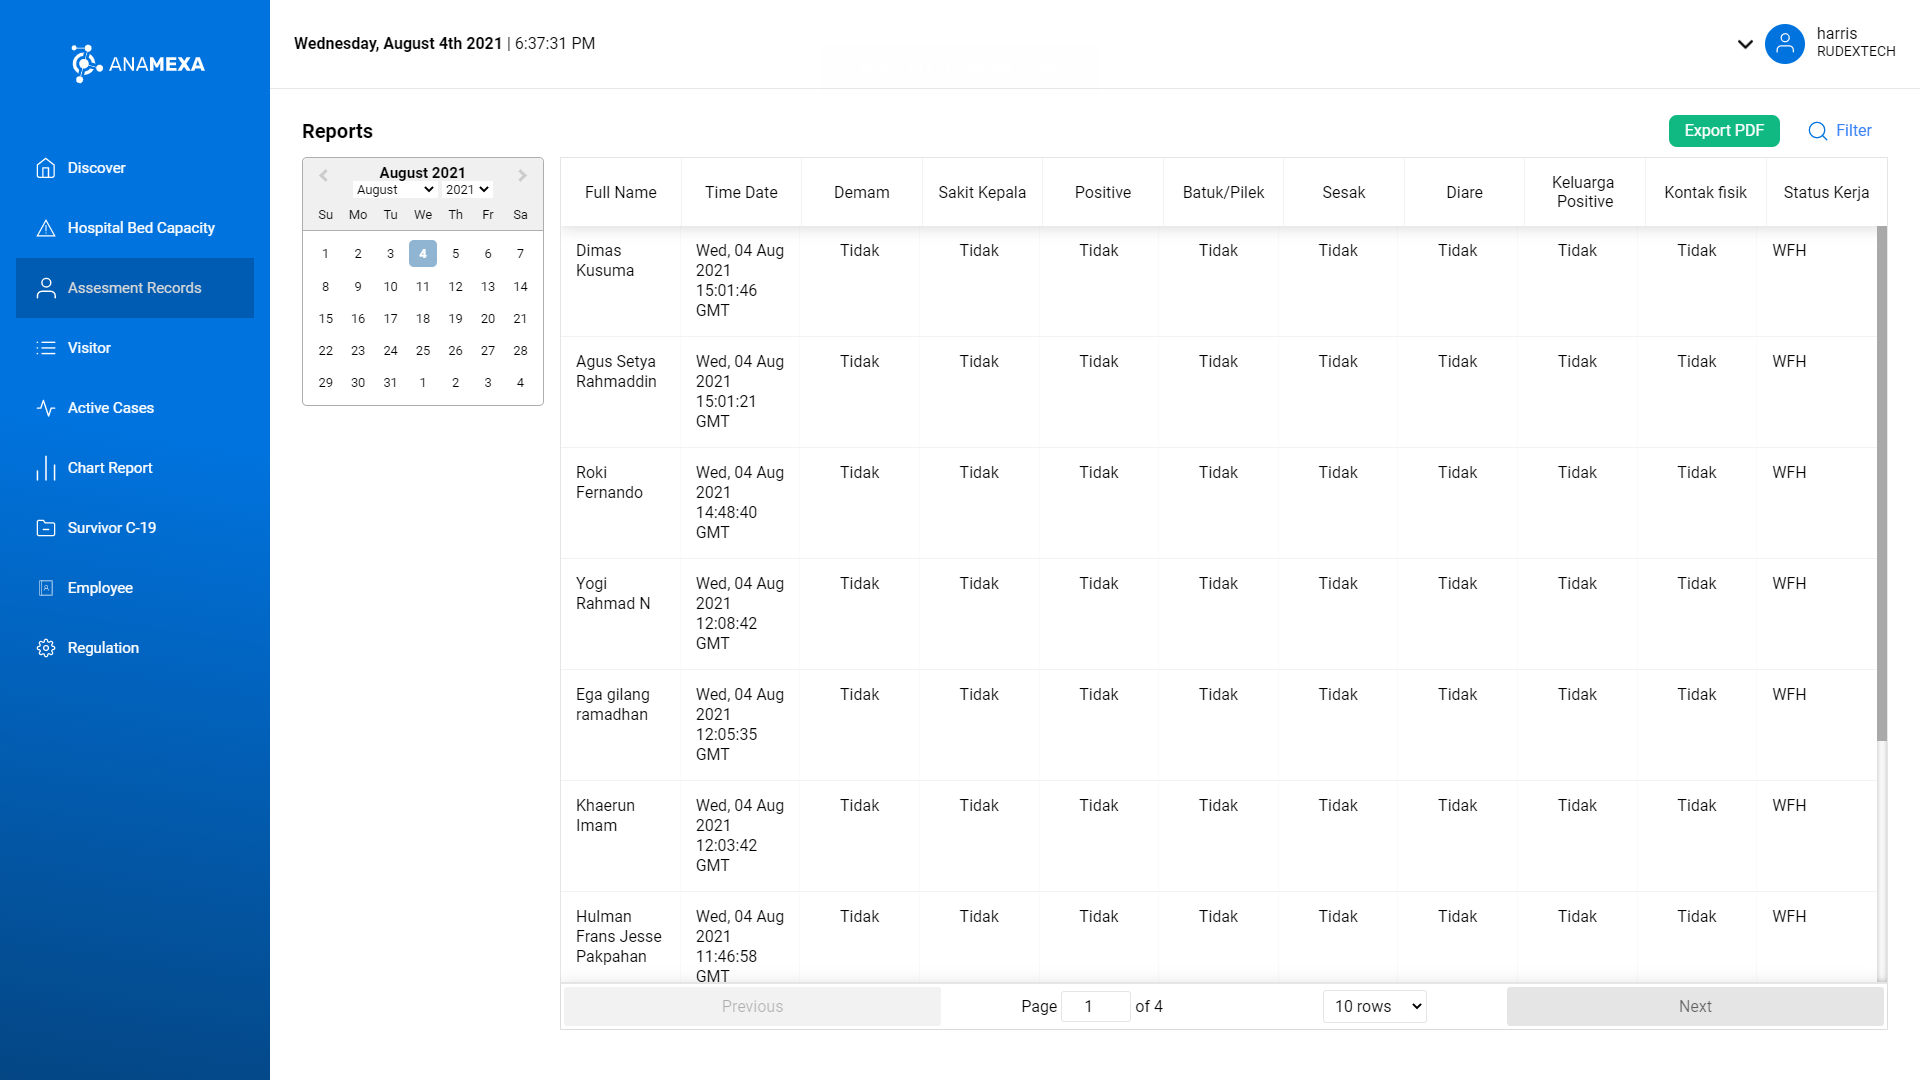 ANAMEXA
Discover
Hospital Bed Capacity
Assesment Records
Visitor
Active Cases
Chart Report
Survivor C-19
Employee
Regulation
Wednesday, August 4th 2021 | 6:37:31 PM
harris
RUDEXTECH
Reports
Export PDF
Filter
August 2021
August 2021
Su Mo Tu We Th Fr Sa
1 2 3 4 5 6 7
8 9 10 11 12 13 14
15 16 17 18 19 20 21
22 23 24 25 26 27 28
29 30 31 1 2 3 4
Full Name Time Date Demam Sakit Kepala Positive Batuk/Pilek Sesak Diare Keluarga Positive Kontak fisik Status Kerja
Dimas Wed, 04 Aug Tidak Tidak Tidak Tidak Tidak Tidak Tidak Tidak WFH
Kusuma 2021
15:01:46
GMT
Agus Setya Wed, 04 Aug Tidak Tidak Tidak Tidak Tidak Tidak Tidak Tidak WFH
Rahmaddin 2021
15:01:21
GMT
Roki Wed, 04 Aug Tidak Tidak Tidak Tidak Tidak Tidak Tidak Tidak WFH
Fernando 2021
14:48:40
GMT
Yogi Wed, 04 Aug Tidak Tidak Tidak Tidak Tidak Tidak Tidak Tidak WFH
Rahmad N 2021
12:08:42
GMT
Ega gilang Wed, 04 Aug Tidak Tidak Tidak Tidak Tidak Tidak Tidak Tidak WFH
ramadhan 2021
12:05:35
GMT
Khaerun Wed, 04 Aug Tidak Tidak Tidak Tidak Tidak Tidak Tidak Tidak WFH
Imam 2021
12:03:42
GMT
Hulman Wed, 04 Aug Tidak Tidak Tidak Tidak Tidak Tidak Tidak Tidak WFH
Frans Jesse 2021
Pakpahan 11:46:58
GMT
Previous Page 1 of 4 10 rows Next